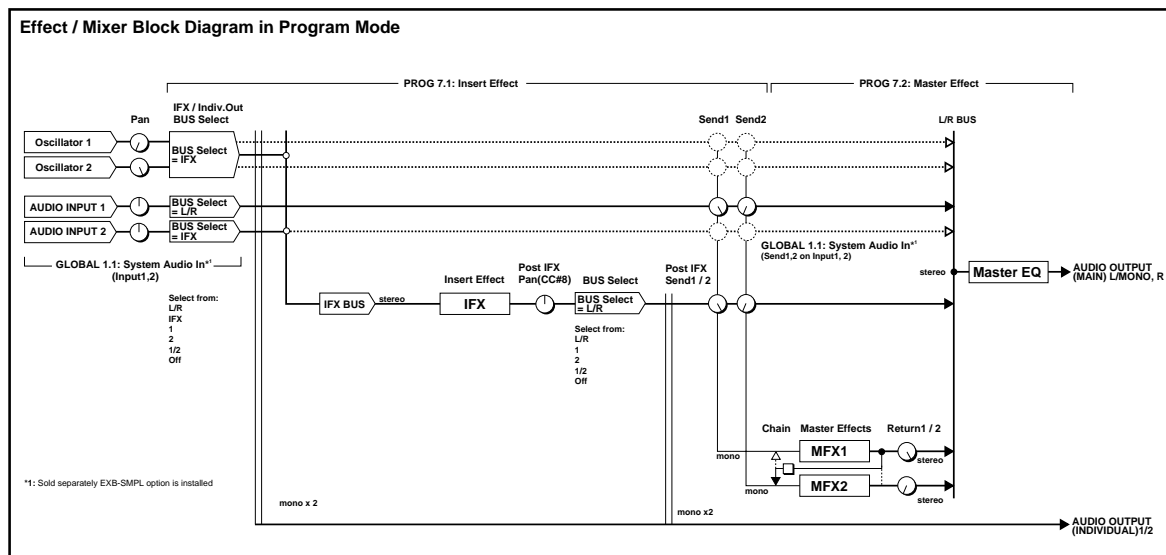 Effect / Mixer Block Diagram in Program Mode
PROG 7.1: Insert Effect
PROG 7.2: Master Effect
IFX / Indiv.Out
BUS Select
Pan
Send1
Send2
L/R BUS
Oscillator 1
Oscillator 2
BUS Select
= IFX
AUDIO INPUT 1
BUS Select
= L/R
AUDIO INPUT 2
BUS Select
= IFX
GLOBAL 1.1: System Audio In*1
(Input1,2)
GLOBAL 1.1: System Audio In*1
(Send1,2 on Input1, 2)
Select from:
L/R
IFX
1
2
1/2
Off
IFX BUS
stereo
Insert Effect
IFX
Post IFX
Pan(CC#8)
BUS Select
BUS Select
= L/R
Select from:
L/R
1
2
1/2
Off
Post IFX
Send1 / 2
stereo
Master EQ
AUDIO OUTPUT
(MAIN) L/MONO, R
Chain
Master Effects
Return1 / 2
mono
MFX1
stereo
mono
MFX2
stereo
*1: Sold separately EXB-SMPL option is installed
mono x 2
mono x2
AUDIO OUTPUT
(INDIVIDUAL)1/2